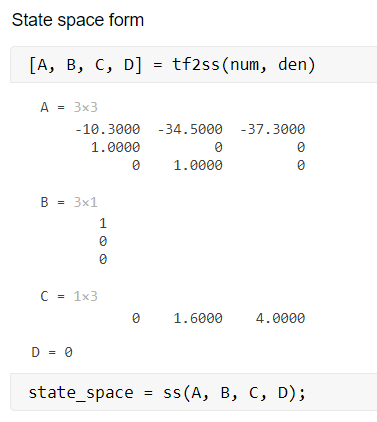 State space form
[A, B, C, D] = tf2ss(num, den)
A = 3×3
-10.3000 -34.5000 -37.3000
1.0000 0 0
0 1.0000 0
B = 3×1
1
0
0
C = 1×3
0 1.6000 4.0000
D = 0
state_space = ss(A, B, C, D);